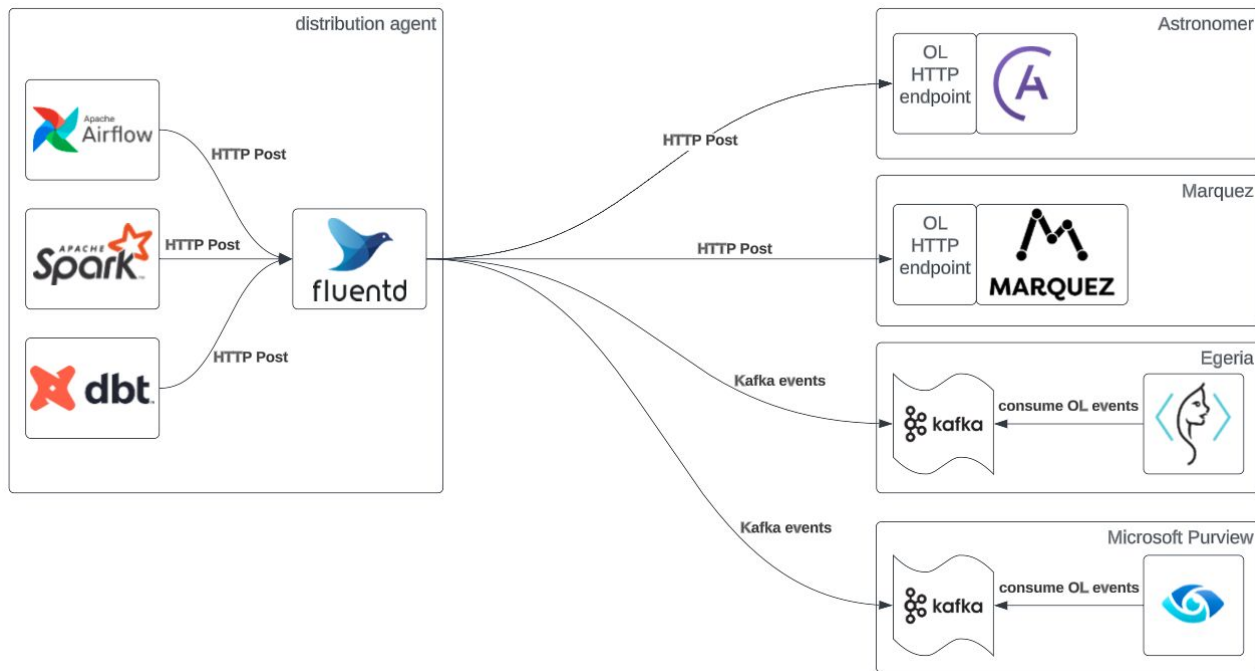 distribution agent
Apache
Airflow
HTTP Post
APACHE
Spark
TM
HTTP Post
dbt
HTTP Post
fluentd
HTTP Post
HTTP Post
Kafka events
Kafka events
Astronomer
OL
HTTP
endpoint
A
Marquez
OL
HTTP
endpoint
MARQUEZ
Egeria
kafka
consume OL events
Microsoft Purview
kafka
consume OL events